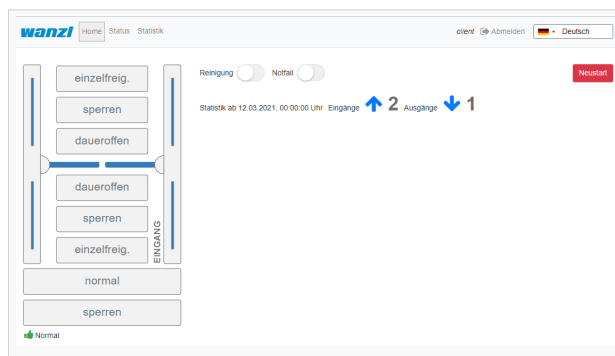 wanzl Home Status Statistik client Abmelden Deutsch
Reinigung Notfall Neustart
Statistik ab 12.03.2021, 00:00:00 Uhr Eingänge 2 Ausgänge 1
einzelfreig.
sperren
daueroffen
daueroffen
sperren
einzelfreig.
EINGANG
normal
sperren
Normal